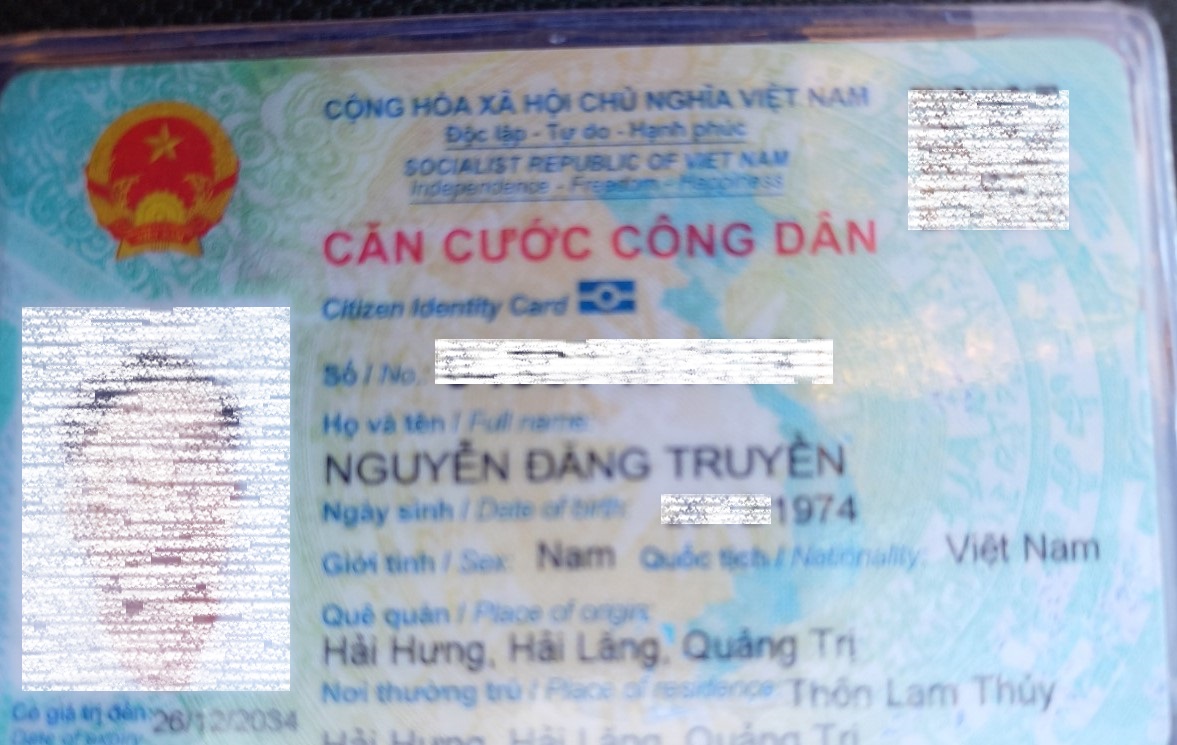 CỘNG HÒA XÃ HỘI CHỦ NGHĨA VIỆT NAM
Độc lập - Tự do - Hạnh phúc
SOCIALIST REPUBLIC OF VIET NAM
Independence - Freedom - Happiness
CĂN CƯỚC CÔNG DÂN
Citizen Identity Card
Số / No.
Họ và tên / Full name:
NGUYỄN ĐĂNG TRUYỀN
Ngày sinh / Date of birth: 1974
Giới tính / Sex: Nam Quốc tịch / Nationality: Việt Nam
Quê quán / Place of origin:
Hải Hưng, Hải Lăng, Quảng Trị
Nơi thường trú / Place of residence: Thôn Lam Thủy
Hải Hưng, Hải Lăng, Quảng Trị
Có giá trị đến: 26/12/2034
Date of expiry: